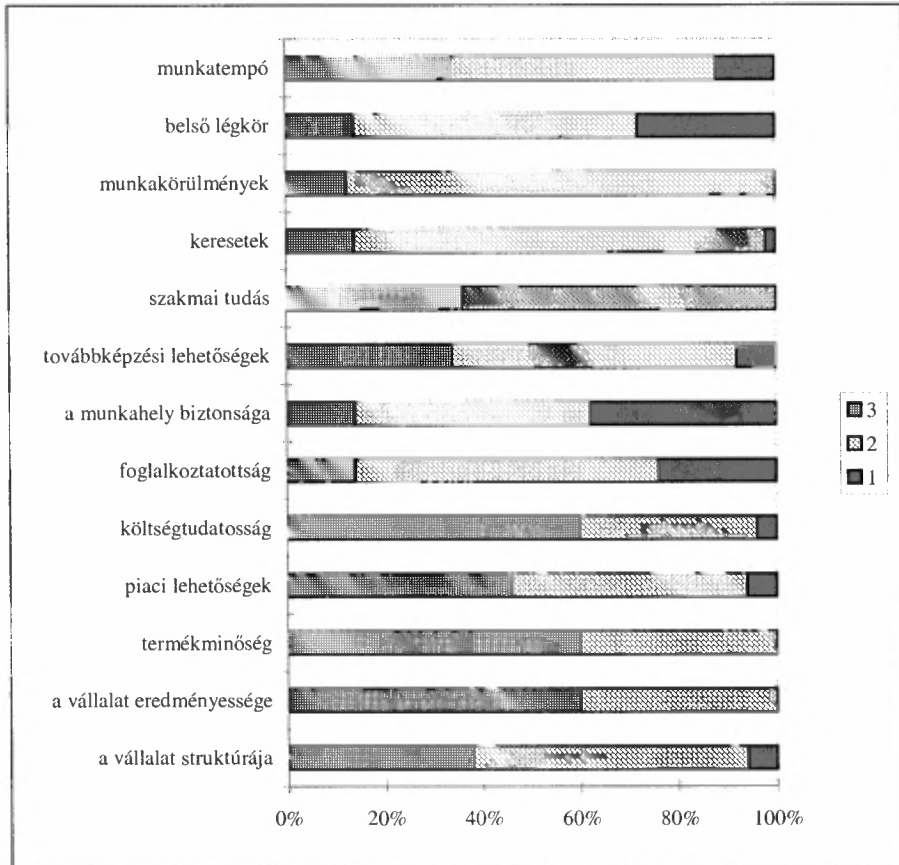 munkatempó
belső légkör
munkakörülmények
keresetek
szakmai tudás
továbbképzési lehetőségek
a munkahely biztonsága
foglalkoztatottság
költségtudatosság
piaci lehetőségek
termékminőség
a vállalat eredményessége
a vállalat struktúrája
3
2
1
0% 20% 40% 60% 80% 100%